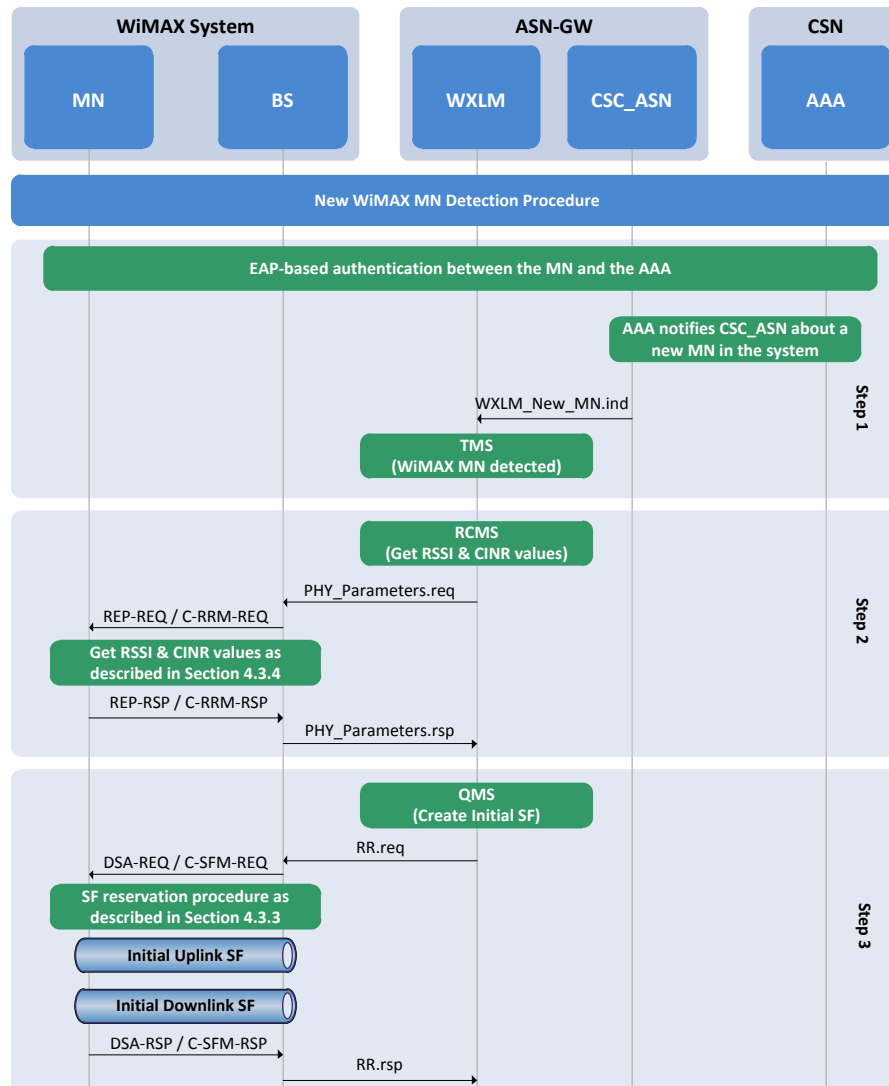 WiMAX System
ASN-GW
CSN
MN
BS
WXLM
CSC_ASN
AAA
New WiMAX MN Detection Procedure
EAP-based authentication between the MN and the AAA
AAA notifies CSC_ASN about a
new MN in the system
WXLM_New_MN.ind
TMS
(WiMAX MN detected)
Step 1
RCMS
(Get RSSI & CINR values)
PHY_Parameters.req
REP-REQ / C-RRM-REQ
Get RSSI & CINR values as
described in Section 4.3.4
REP-RSP / C-RRM-RSP
PHY_Parameters.rsp
Step 2
QMS
(Create Initial SF)
RR.req
DSA-REQ / C-SFM-REQ
SF reservation procedure as
described in Section 4.3.3
Initial Uplink SF
Initial Downlink SF
DSA-RSP / C-SFM-RSP
RR.rsp
Step 3